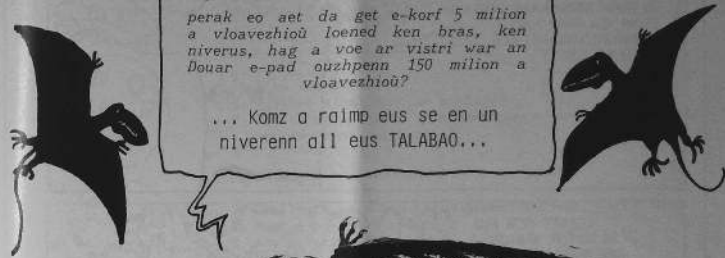 perak eo aet da get e-korf 5 milion
a vloavezhioù loened ken bras, ken
niverus, hag a voe ar vistri war an
Douar e-pad ouzhpenn 150 milion a
vloavezhioù?
... Komz a raimp eus se en un
niverenn all eus TALABAO...